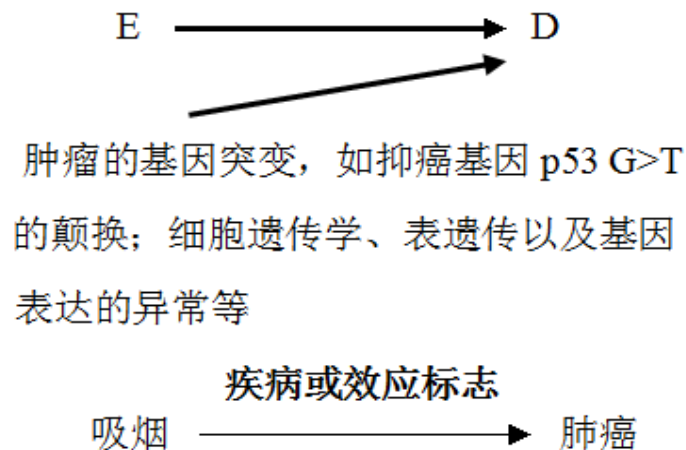 E D
肿瘤的基因突变，如抑癌基因 p53 G>T
的颠换；细胞遗传学、表遗传以及基因
表达的异常等
疾病或效应标志
吸烟 肺癌